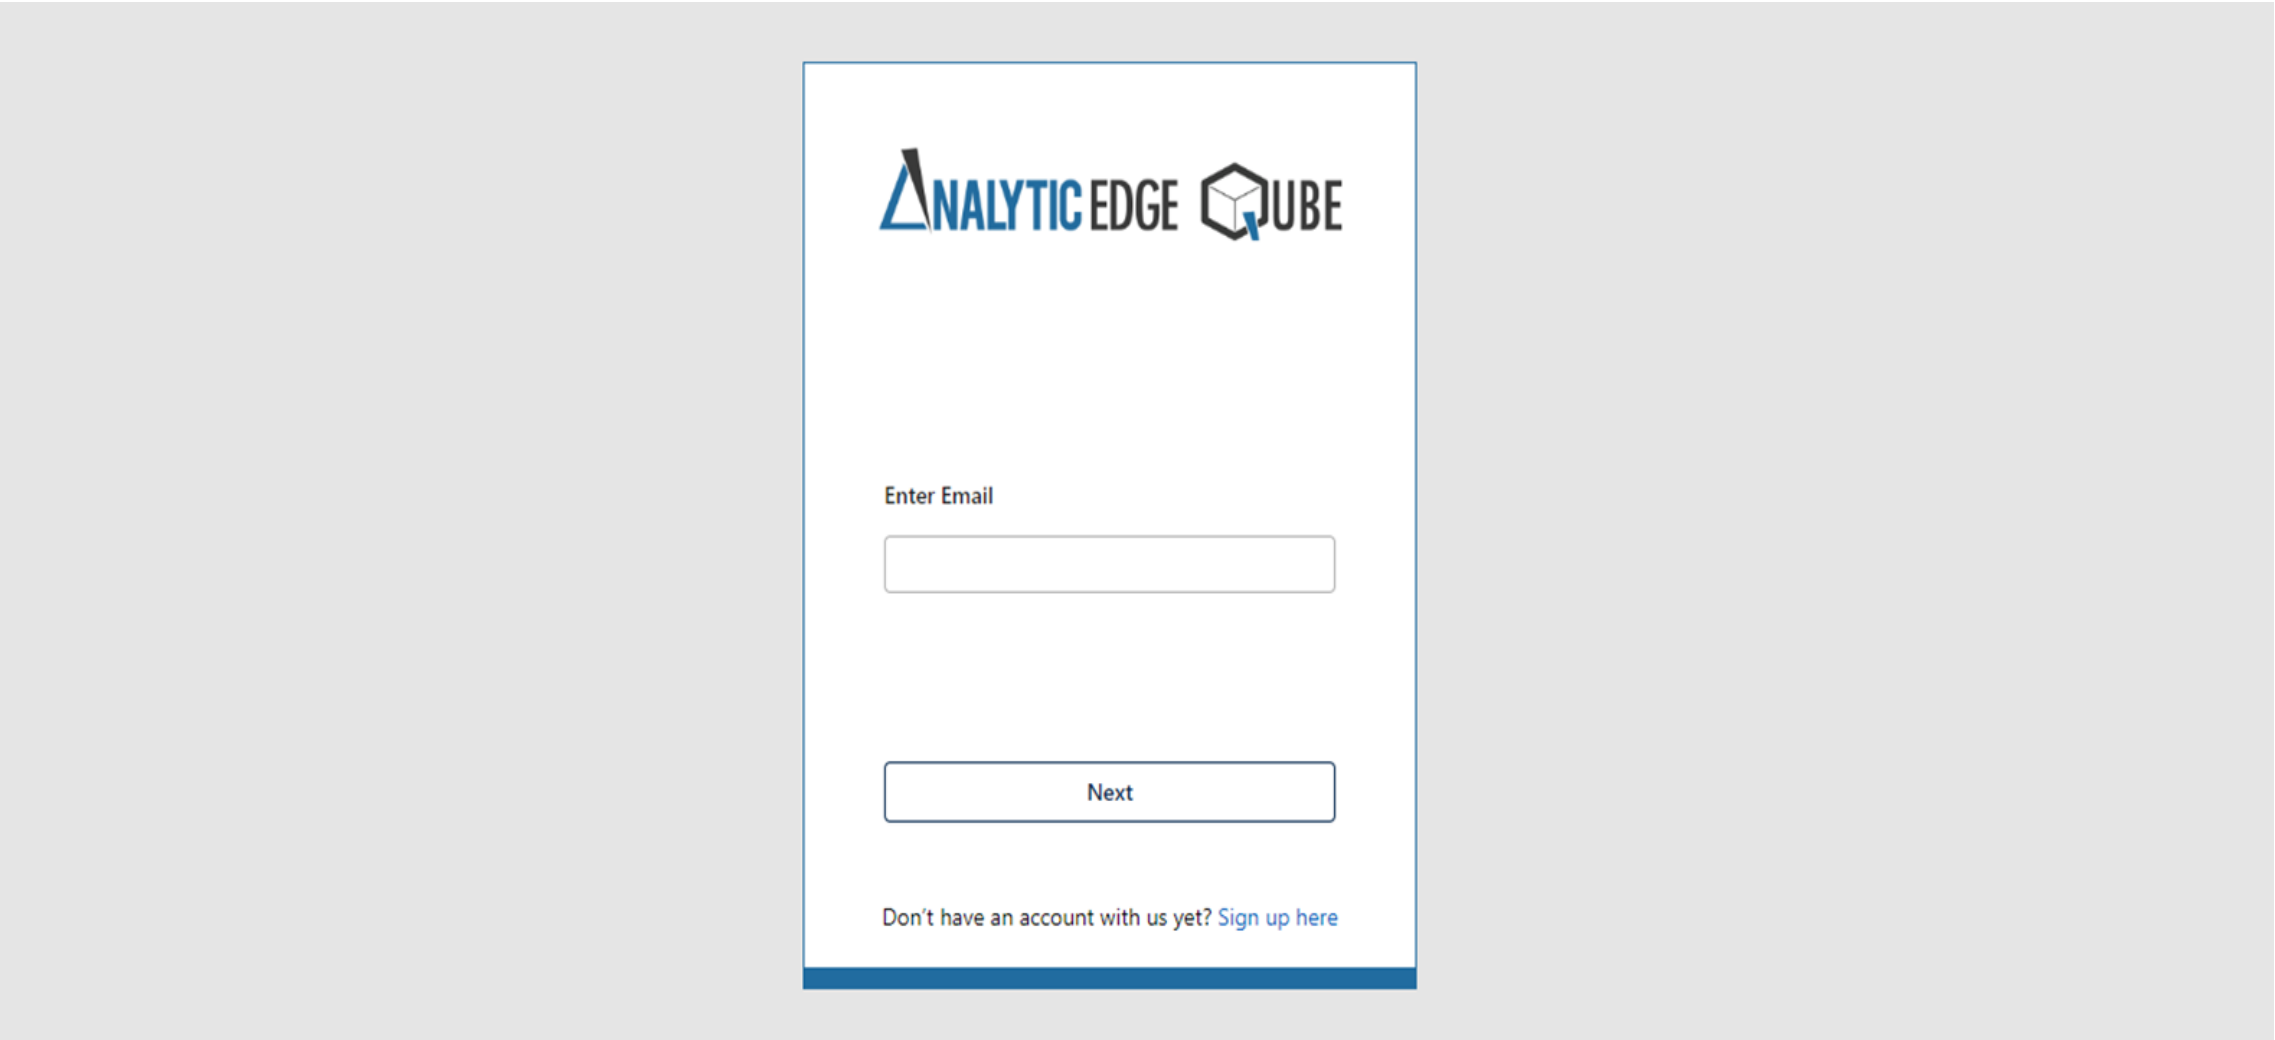 ANALYTIC EDGE QUBE
Enter Email
Next
Don't have an account with us yet? Sign up here